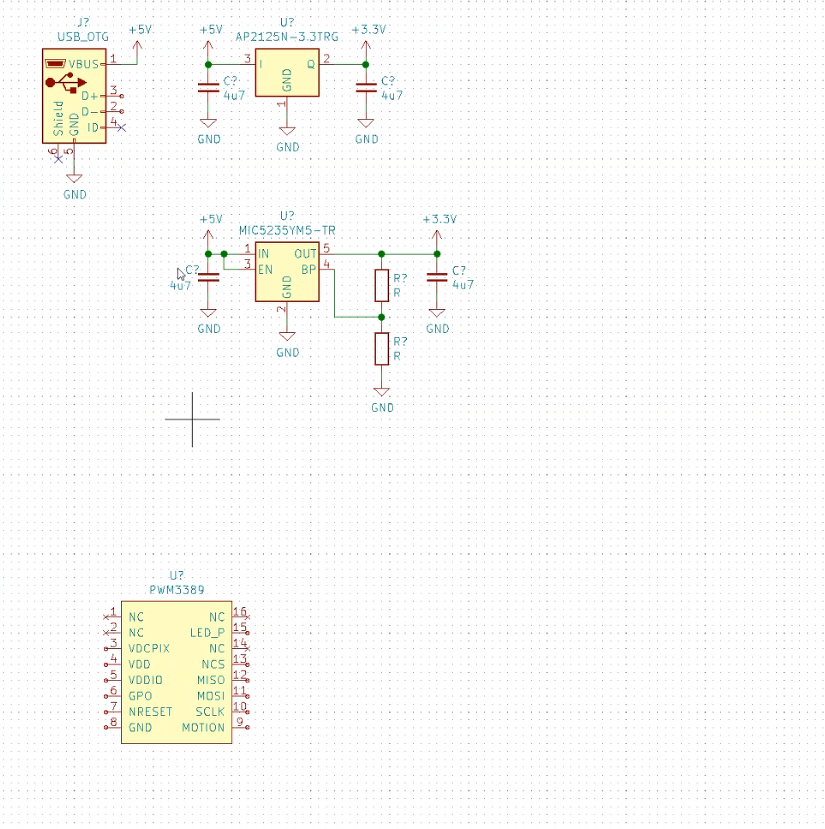 J?
USB_OTG
+5V
VBUS 1
D+ 3
D- 2
ID 4
Shield
GND
6
5
GND
U?
AP2125N-3.3TRG
+5V
+3.3V
3 I
Q 2
GND
1
C?
4u7
C?
4u7
GND
GND
GND
U?
MIC5235YM5-TR
+5V
+3.3V
1 IN
OUT 5
3 EN
BP 4
GND
2
C?
4u7
R?
R
C?
4u7
R?
R
GND
GND
GND
GND
U?
PWM3389
1 NC
NC 16
2 NC
LED_P 15
3 VDCPIX
NC 14
4 VDD
NCS 13
5 VDDIO
MISO 12
6 GPO
MOSI 11
7 NRESET
SCLK 10
8 GND
MOTION 9